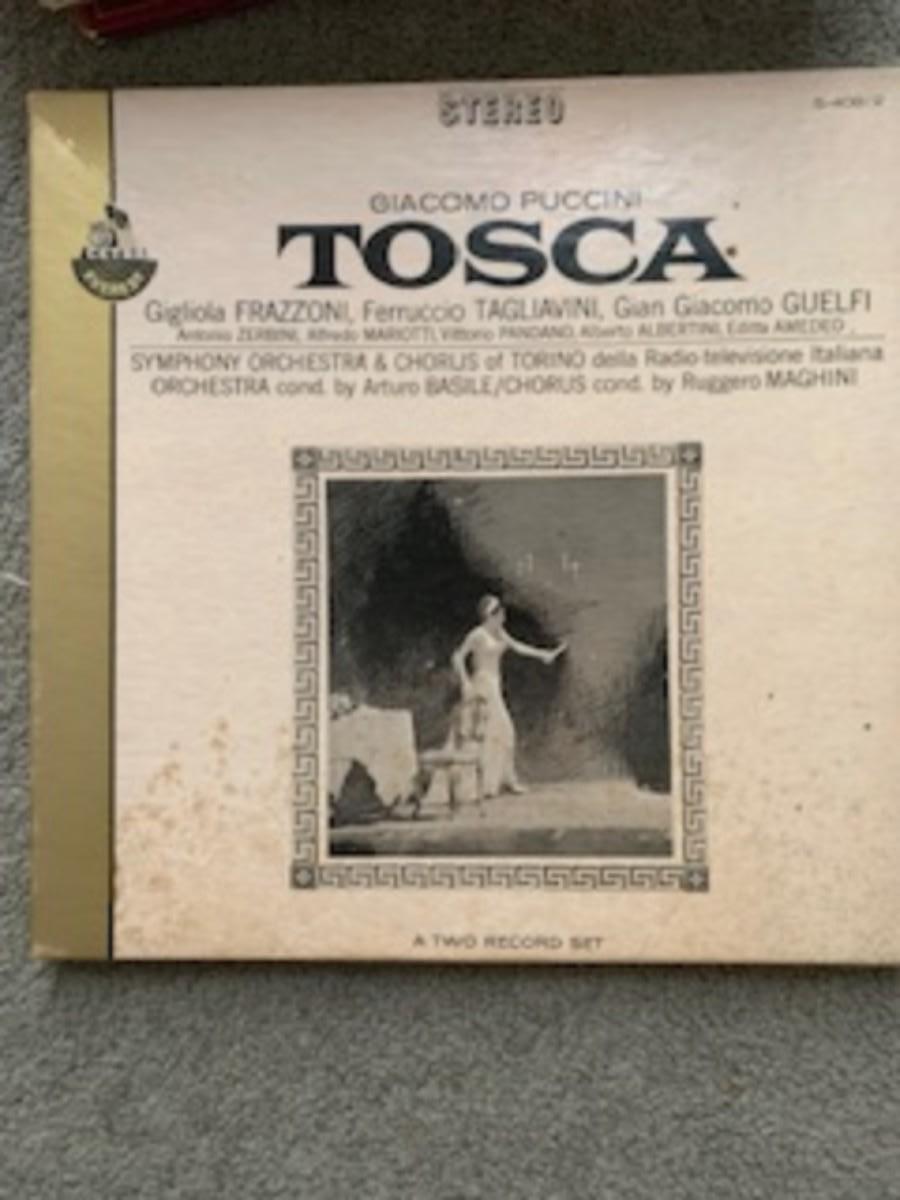 STEREO
GIACOMO PUCCINI
TOSCA
Gigliola FRAZZONI, Ferruccio TAGLIAVINI, Gian Giacomo GUELFI
Antonio ZERBINI, Alfredo MARIOTTI, Vittorio PANDANO, Alberto ALBERTINI, Editta AMEDEO
SYMPHONY ORCHESTRA & CHORUS of TORINO della Radio-televisione Italiana
ORCHESTRA cond. by Arturo BASILE/CHORUS cond. by Ruggero MAGHINI
A TWO RECORD SET